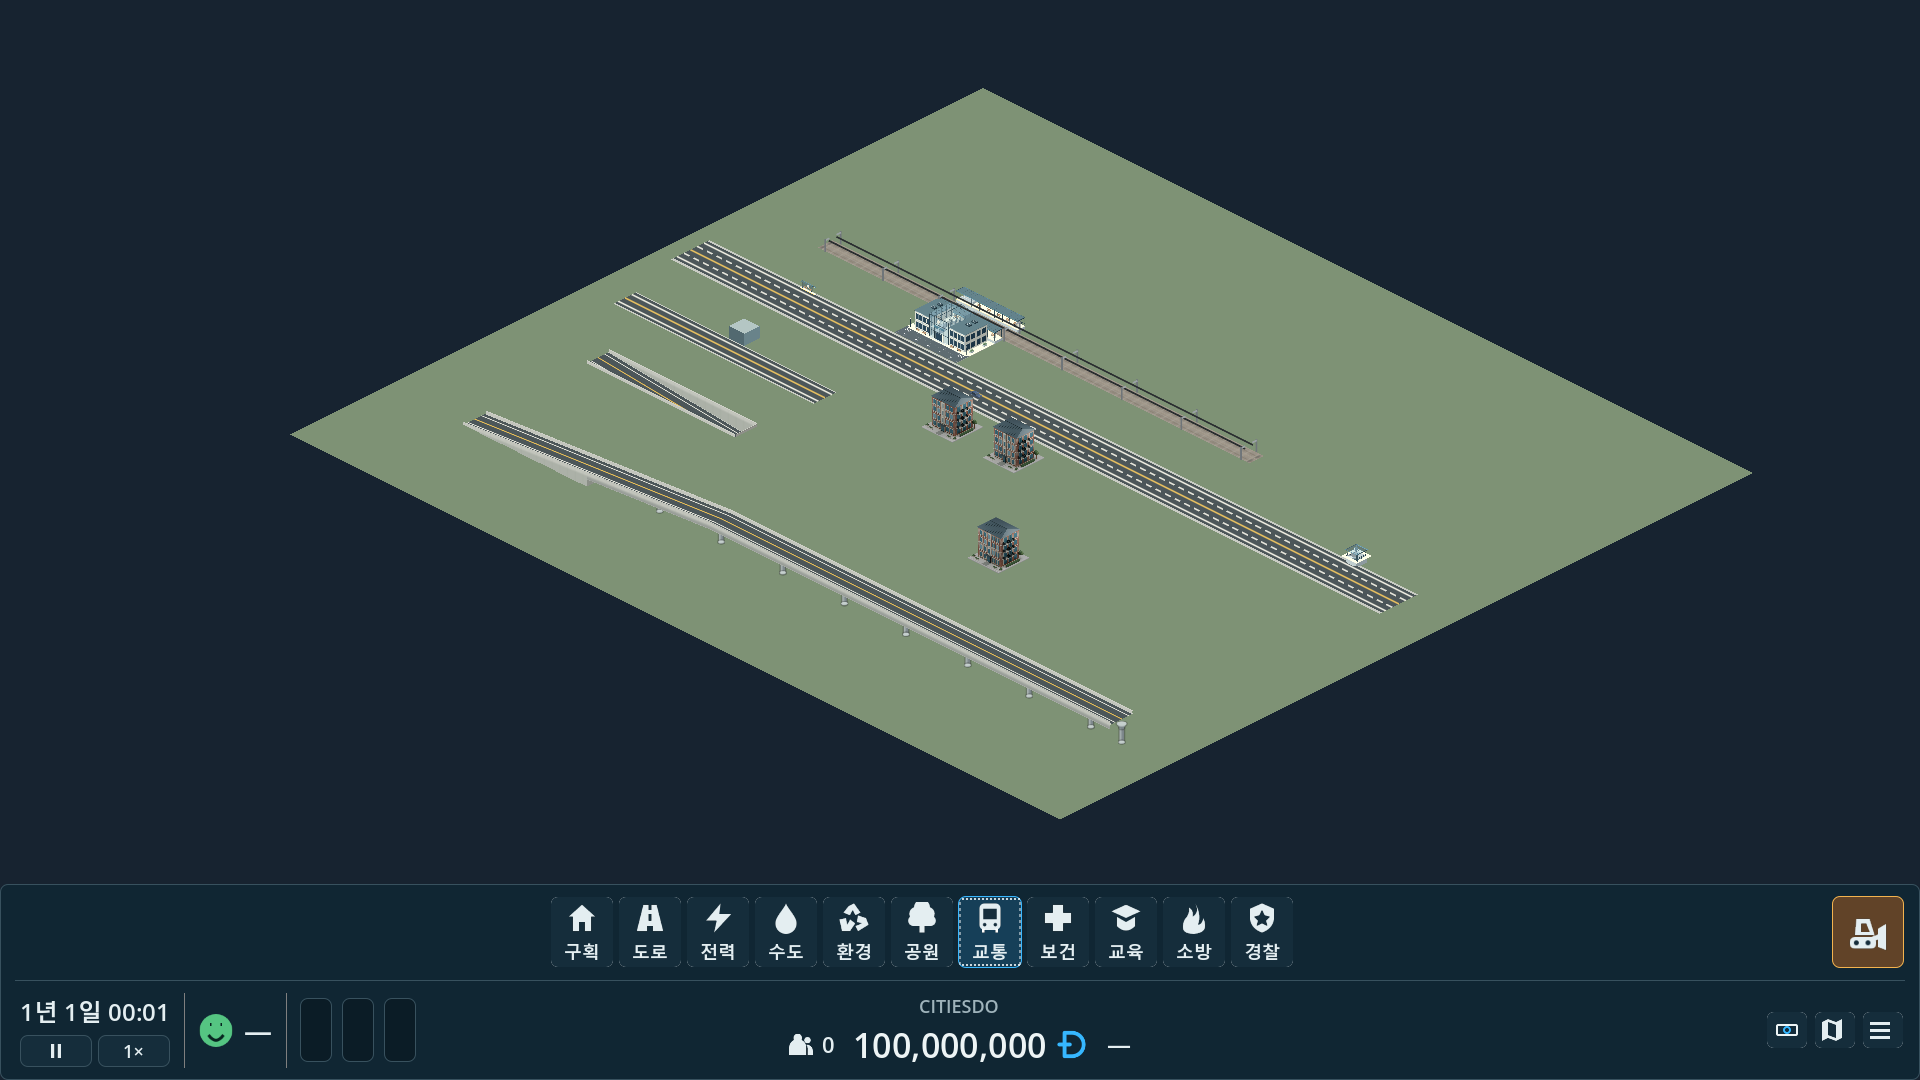 구획 도로 전력 수도 환경 공원 교통 보건 교육 소방 경찰
1년 1일 00:01
1×
—
CITIESDO
0 100,000,000 Đ —